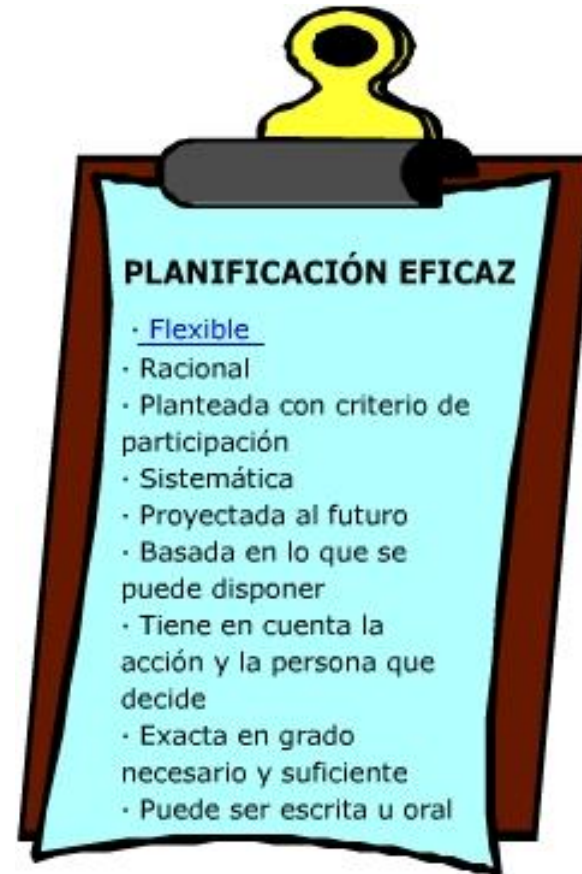 PLANIFICACIÓN EFICAZ
· Flexible
· Racional
· Planteada con criterio de
participación
· Sistemática
· Proyectada al futuro
· Basada en lo que se
puede disponer
· Tiene en cuenta la
acción y la persona que
decide
· Exacta en grado
necesario y suficiente
· Puede ser escrita u oral